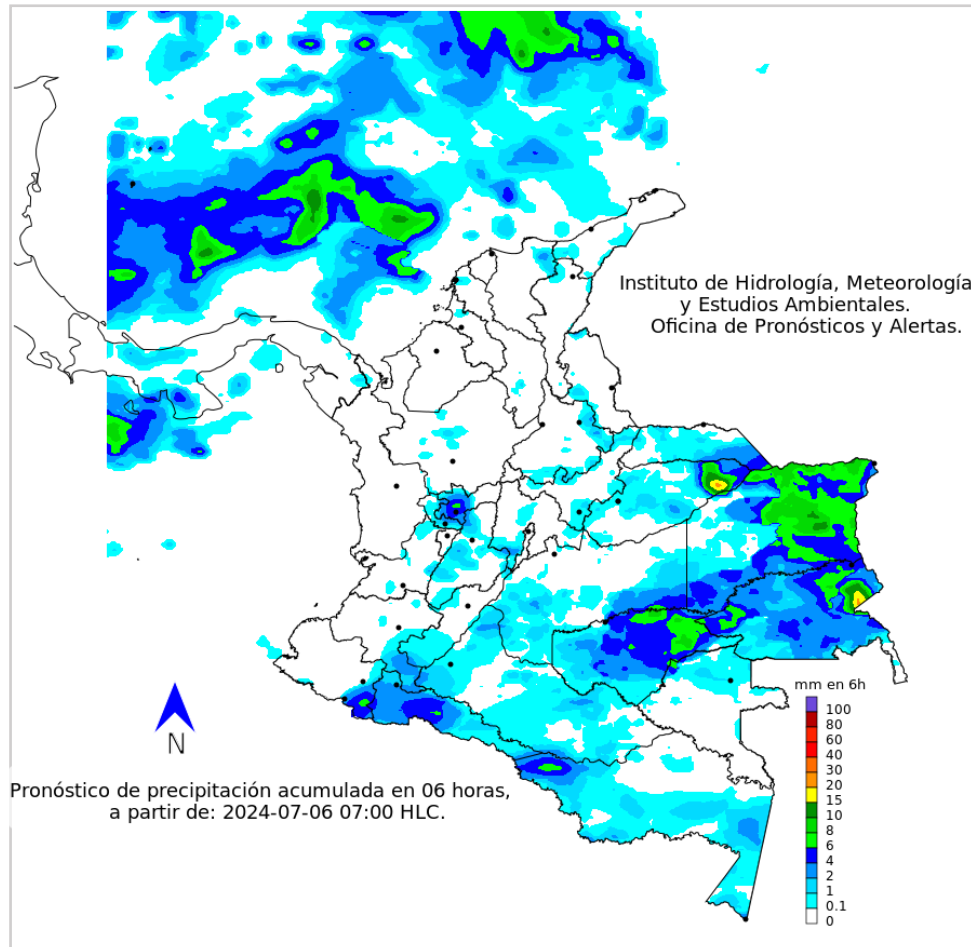 Instituto de Hidrología, Meteorología
y Estudios Ambientales.
Oficina de Pronósticos y Alertas.
mm en 6h
100
80
60
40
30
20
15
10
8
6
4
2
1
0.1
0
N
Pronóstico de precipitación acumulada en 06 horas,
a partir de: 2024-07-06 07:00 HLC.